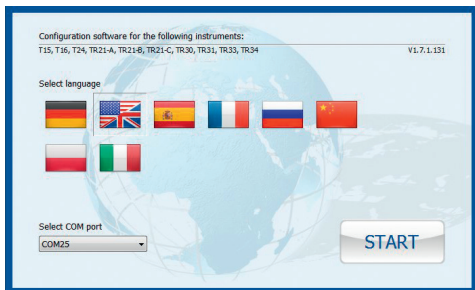 Configuration software for the following instruments:
T15, T16, T24, TR21-A, TR21-B, TR21-C, TR30, TR31, TR33, TR34 V1.7.1.131
Select language
Select COM port
COM25
START